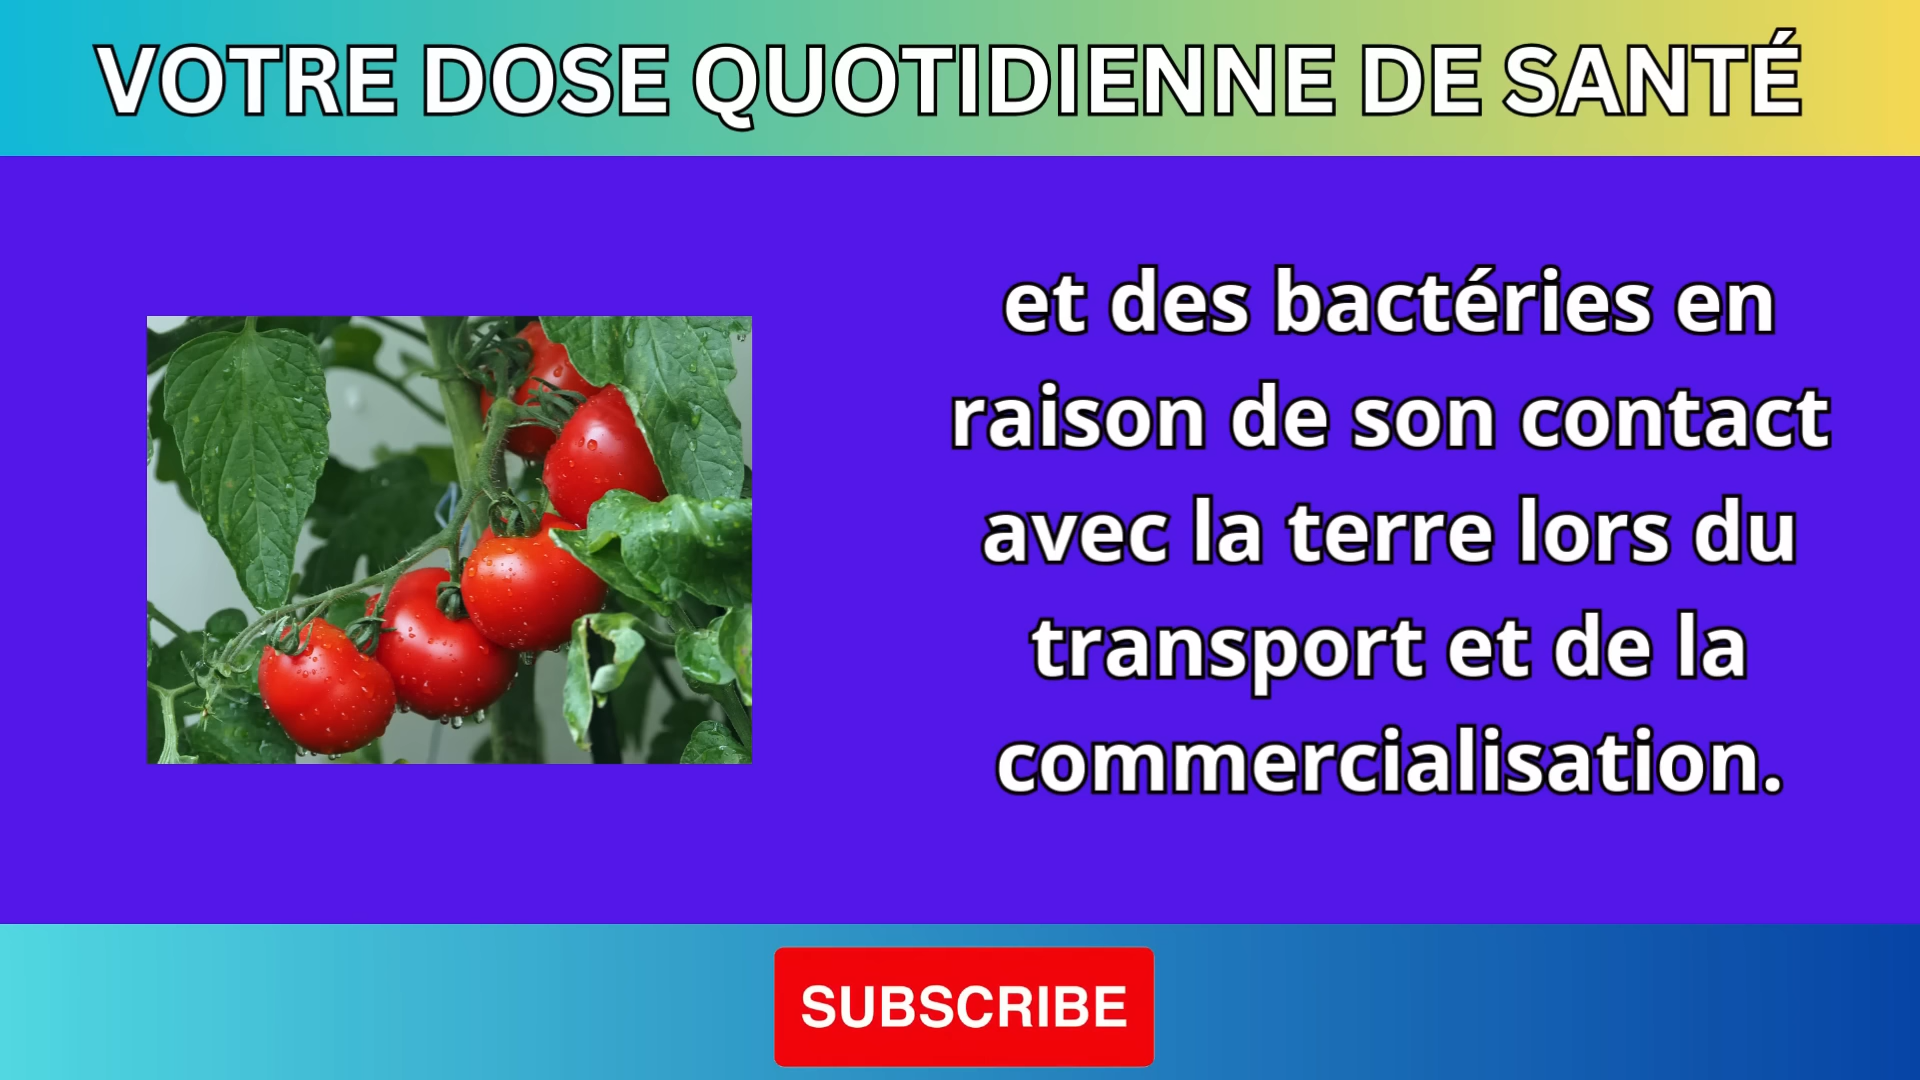 VOTRE DOSE QUOTIDIENNE DE SANTÉ
et des bactéries en
raison de son contact
avec la terre lors du
transport et de la
commercialisation.
SUBSCRIBE